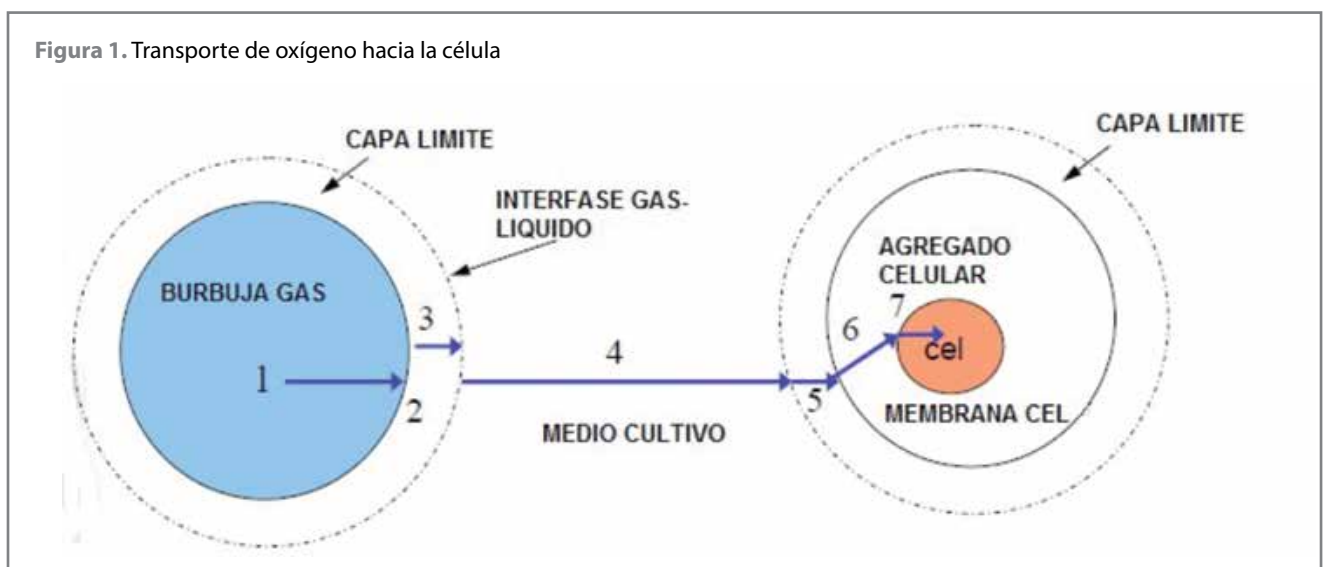 Figura 1. Transporte de oxígeno hacia la célula
CAPA LIMITE
INTERFASE GAS-
LIQUIDO
BURBUJA GAS
3
1
2
4
MEDIO CULTIVO
CAPA LIMITE
AGREGADO
CELULAR
7
6
cel
5
MEMBRANA CEL